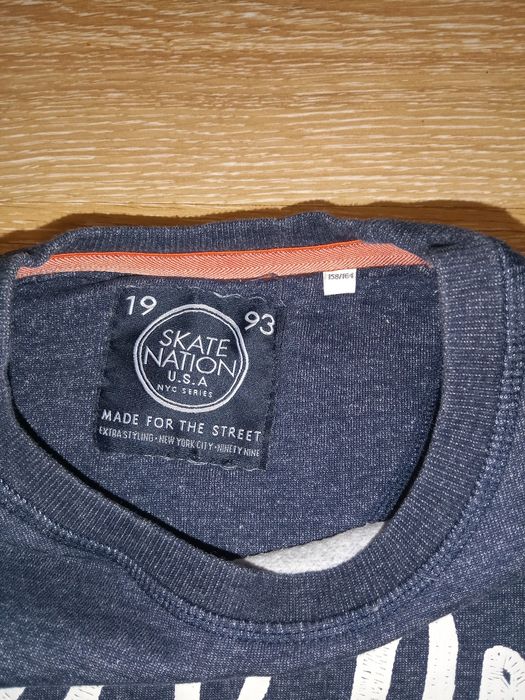 19 93
SKATE
NATION
U.S.A
NYC SERIES
MADE FOR THE STREET
EXTRA STYLING • NEW YORK CITY • NINETY NINE
158/164